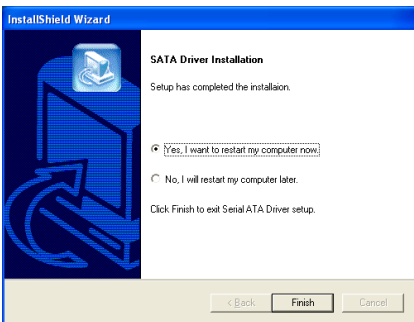 InstallShield Wizard
SATA Driver Installation
Setup has completed the installaion.
Yes, I want to restart my computer now.
No, I will restart my computer later.
Click Finish to exit Serial ATA Driver setup.
< Back Finish Cancel